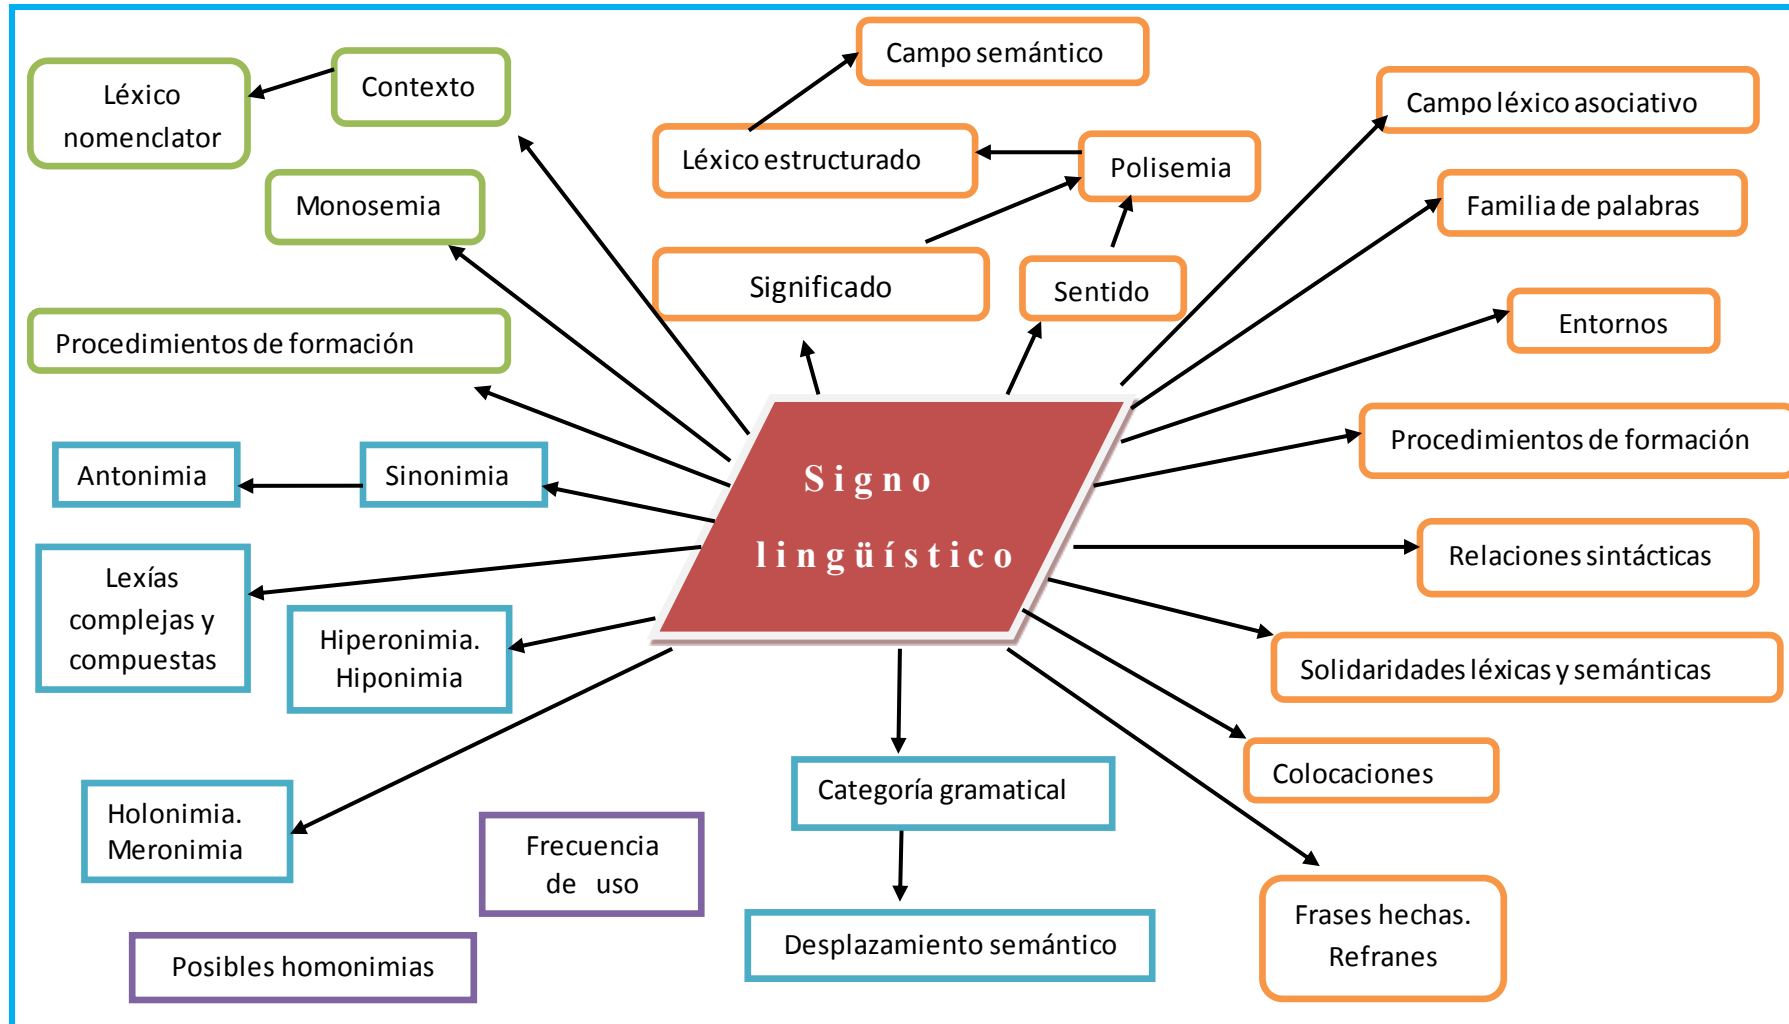 Campo semántico
Léxico
nomenclator
Contexto
Campo léxico asociativo
Léxico estructurado
Polisemia
Monosemia
Familia de palabras
Significado
Sentido
Entornos
Procedimientos de formación
Procedimientos de formación
Antonimia
Sinonimia
Signo
lingüístico
Relaciones sintácticas
Lexías
complejas y
compuestas
Hiperonimia.
Hiponimia
Solidaridades léxicas y semánticas
Colocaciones
Categoría gramatical
Holonimia.
Meronimia
Frecuencia
de uso
Frases hechas.
Refranes
Desplazamiento semántico
Posibles homonimias